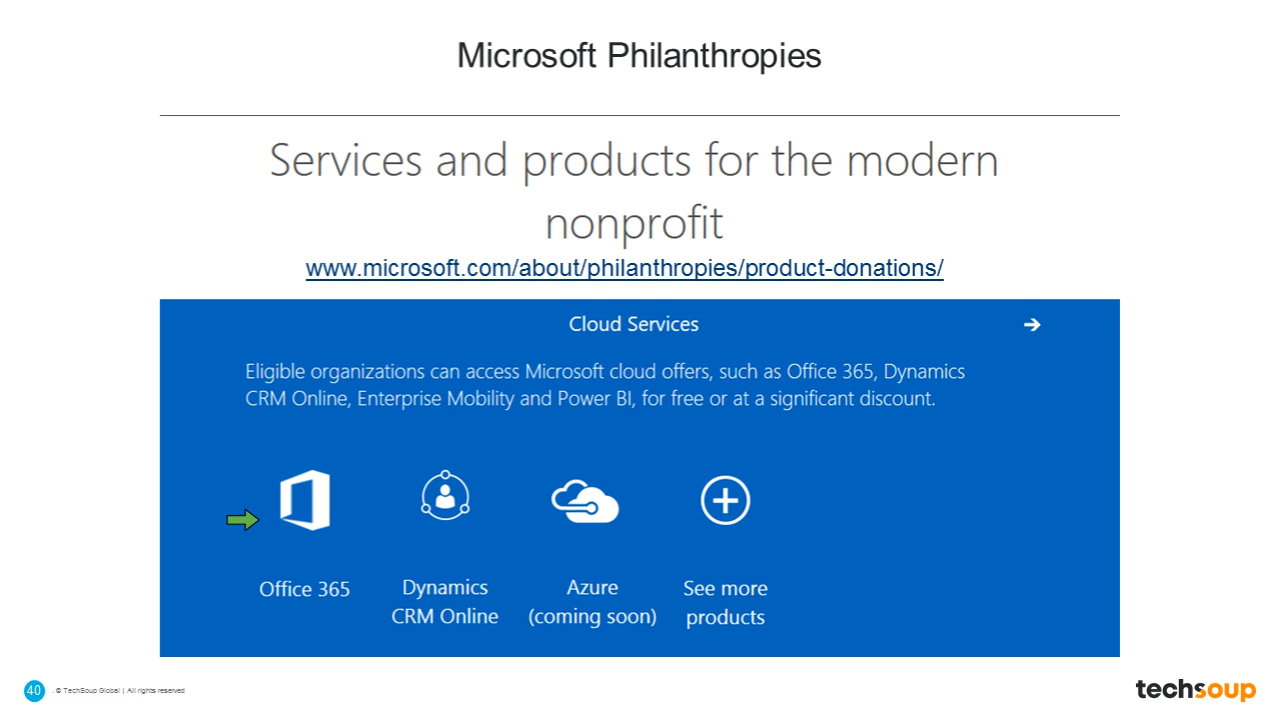 Microsoft Philanthropies
Services and products for the modern
nonprofit
www.microsoft.com/about/philanthropies/product-donations/
Cloud Services
Eligible organizations can access Microsoft cloud offers, such as Office 365, Dynamics
CRM Online, Enterprise Mobility and Power BI, for free or at a significant discount.
Office 365
Dynamics
CRM Online
Azure
(coming soon)
See more
products
40
. © TechSoup Global | All rights reserved
techsoup